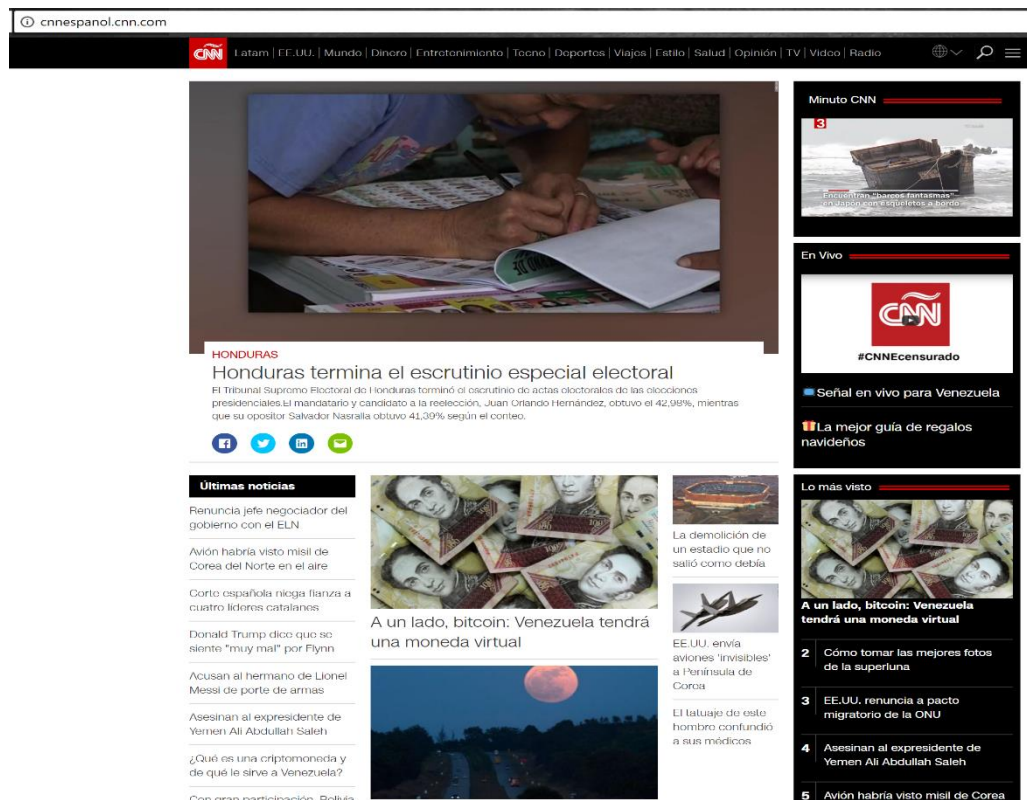 cnnespanol.cnn.com
CNN
Latam | EE.UU. | Mundo | Dinero | Entretenimiento | Tecno | Deportes | Viajes | Estilo | Salud | Opinión | TV | Video | Radio
HONDURAS
Honduras termina el escrutinio especial electoral
El Tribunal Supremo Electoral de Honduras terminó el escrutinio de actas electorales de las elecciones
presidenciales.El mandatario y candidato a la reelección, Juan Orlando Hernández, obtuvo el 42,98%, mientras
que su opositor Salvador Nasralla obtuvo 41,39% según el conteo.
Últimas noticias
Renuncia jefe negociador del
gobierno con el ELN
Avión habría visto misil de
Corea del Norte en el aire
Corte española niega fianza a
cuatro líderes catalanes
Donald Trump dice que se
siente "muy mal" por Flynn
Acusan al hermano de Lionel
Messi de porte de armas
Asesinan al expresidente de
Yemen Ali Abdullah Saleh
¿Qué es una criptomoneda y
de qué le sirve a Venezuela?
Con gran participación, Bolivia
A un lado, bitcoin: Venezuela tendrá
una moneda virtual
La demolición de
un estadio que no
salió como debía
EE.UU. envía
aviones 'invisibles'
a Península de
Corea
El tatuaje de este
hombre confundió
a sus médicos
Minuto CNN
3
Encuentran "barcos fantasmas"
en Japón con esqueletos a bordo
En Vivo
CNN
#CNNEcensurado
Señal en vivo para Venezuela
La mejor guía de regalos
navideños
Lo más visto
A un lado, bitcoin: Venezuela
tendrá una moneda virtual
2 Cómo tomar las mejores fotos
de la superluna
3 EE.UU. renuncia a pacto
migratorio de la ONU
4 Asesinan al expresidente de
Yemen Ali Abdullah Saleh
5 Avión habría visto misil de Corea